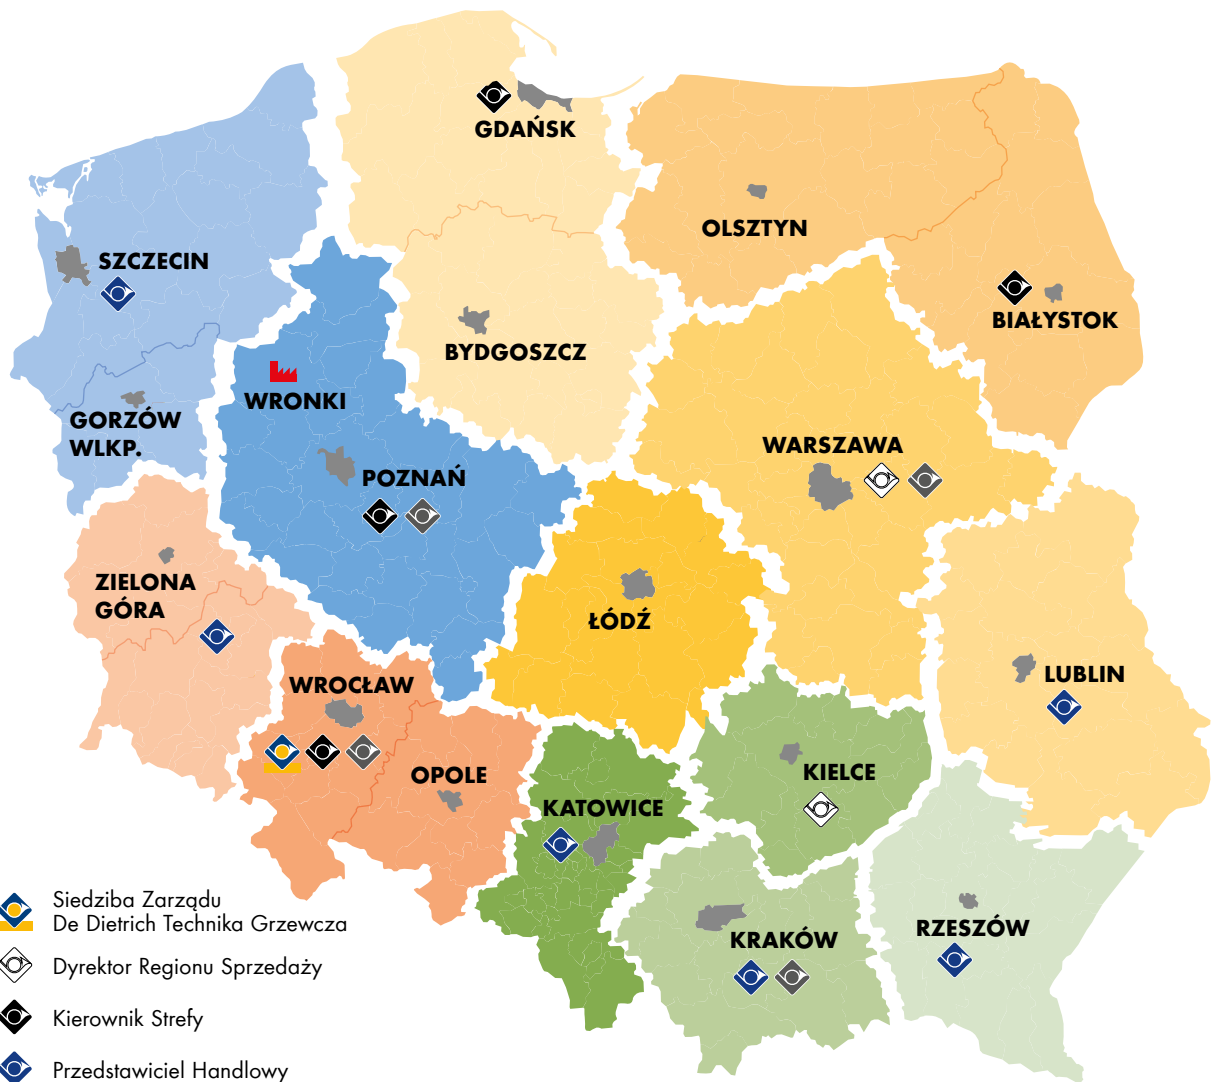 GDAŃSK
OLSZTYN
SZCZECIN
BIAŁYSTOK
BYDGOSZCZ
WRONKI
GORZÓW
WLKP.
WARSZAWA
POZNAŃ
ZIELONA
GÓRA
ŁÓDŹ
LUBLIN
WROCŁAW
OPOLE
KIELCE
KATOWICE
KRAKÓW
RZESZÓW
Siedziba Zarządu
De Dietrich Technika Grzewcza
Dyrektor Regionu Sprzedaży
Kierownik Strefy
Przedstawiciel Handlowy